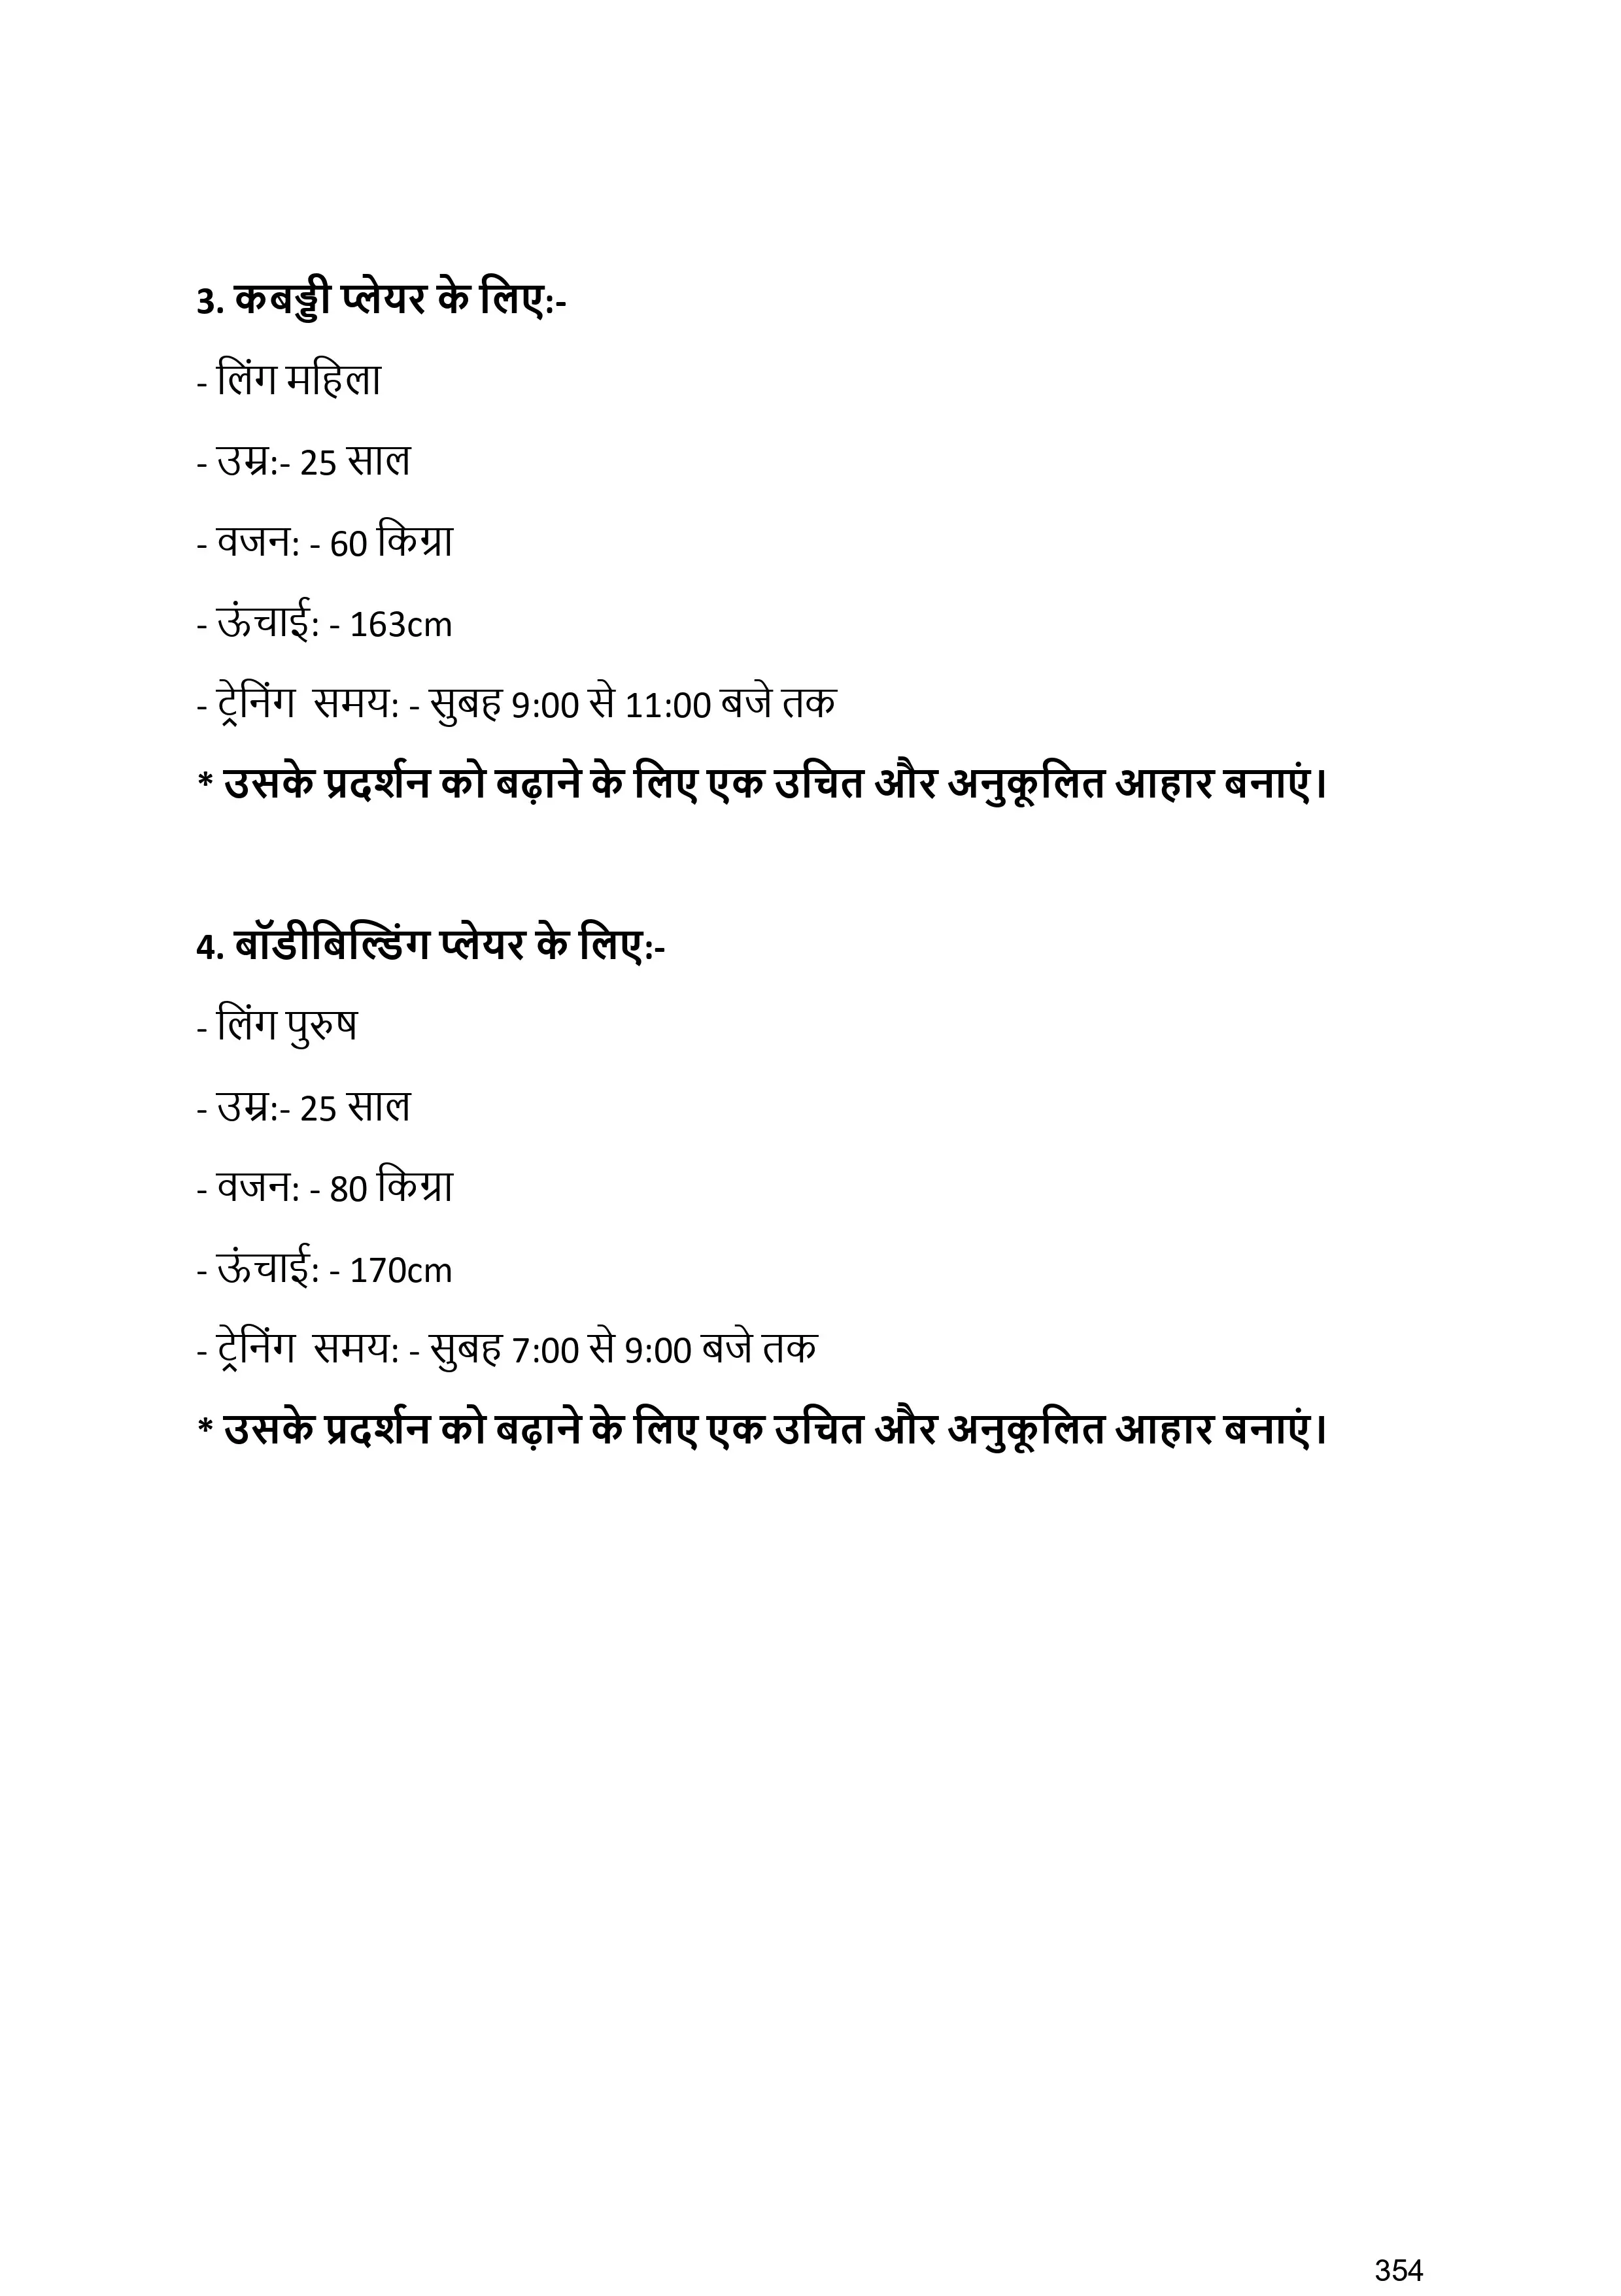 3. कबड्डी प्लेयर के लिए:-
- लिंग महिला
- उम्र:- 25 साल
- वजन: - 60 किग्रा
- ऊंचाई: - 163cm
- ट्रेनिंग  समय: - सुबह 9:00 से 11:00 बजे तक
* उसके प्रदर्शन को बढ़ाने के लिए एक उचित और अनुकूलित आहार बनाएं।
4. बॉडीबिल्डिंग प्लेयर के लिए:-
- लिंग पुरुष
- उम्र:- 25 साल
- वजन: - 80 किग्रा
- ऊंचाई: - 170cm
- ट्रेनिंग  समय: - सुबह 7:00 से 9:00 बजे तक
* उसके प्रदर्शन को बढ़ाने के लिए एक उचित और अनुकूलित आहार बनाएं।
354